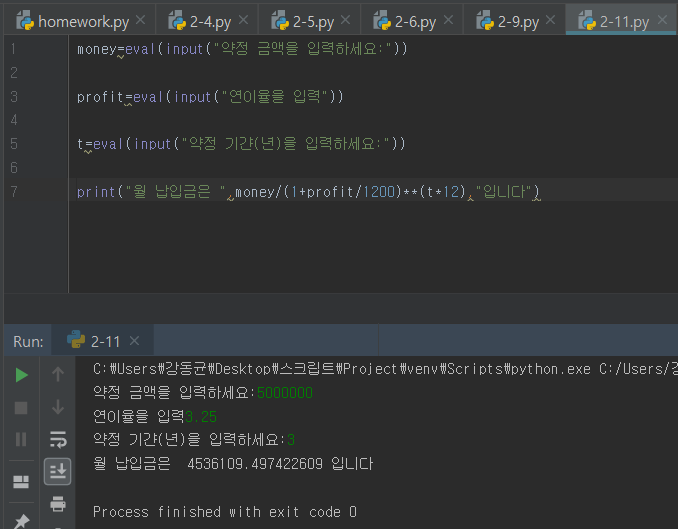 homework.py 2-4.py 2-5.py 2-6.py 2-9.py 2-11.py
1 money=eval(input("약정 금액을 입력하세요:"))
2
3 profit=eval(input("연이율을 입력"))
4
5 t=eval(input("약정 기간(년)을 입력하세요:"))
6
7 print("월 납입금은 ",money/(1+profit/1200)**(t*12),"입니다")
Run: 2-11
C:\Users\강동균\Desktop\스크립트\Project\venv\Scripts\python.exe C:/Users/
약정 금액을 입력하세요:5000000
연이율을 입력3.25
약정 기간(년)을 입력하세요:3
월 납입금은  4536109.497422609 입니다
Process finished with exit code 0